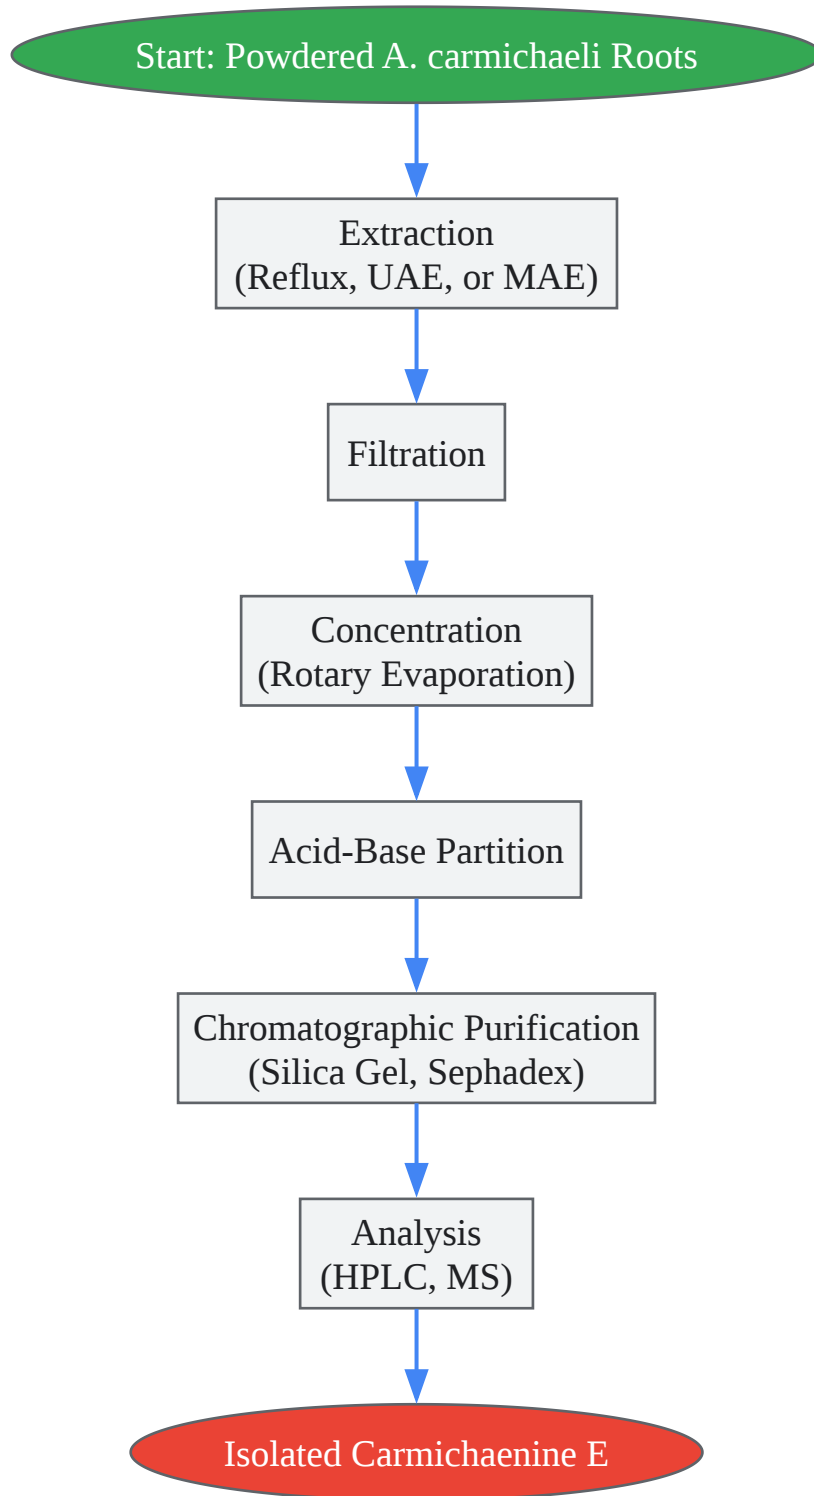 Start: Powdered A. carmichaeli Roots
Extraction
(Reflux, UAE, or MAE)
Filtration
Concentration
(Rotary Evaporation)
Acid-Base Partition
Chromatographic Purification
(Silica Gel, Sephadex)
Analysis
(HPLC, MS)
Isolated Carmichaenine E